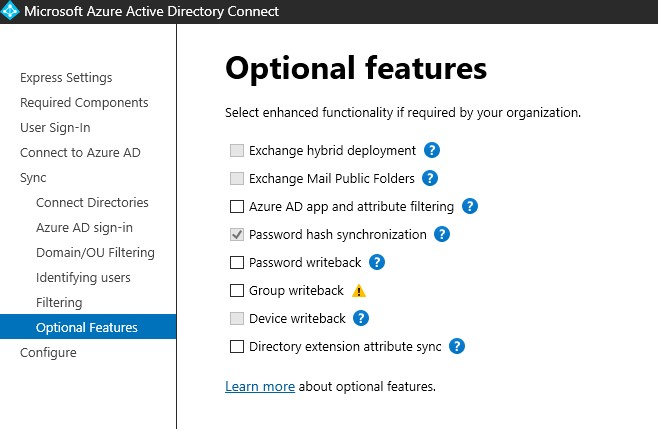 Microsoft Azure Active Directory Connect
Express Settings
Required Components
User Sign-In
Connect to Azure AD
Sync
Connect Directories
Azure AD sign-in
Domain/OU Filtering
Identifying users
Filtering
Optional Features
Configure
Optional features
Select enhanced functionality if required by your organization.
Exchange hybrid deployment ?
Exchange Mail Public Folders ?
Azure AD app and attribute filtering ?
Password hash synchronization ?
Password writeback ?
Group writeback
Device writeback ?
Directory extension attribute sync ?
Learn more about optional features.